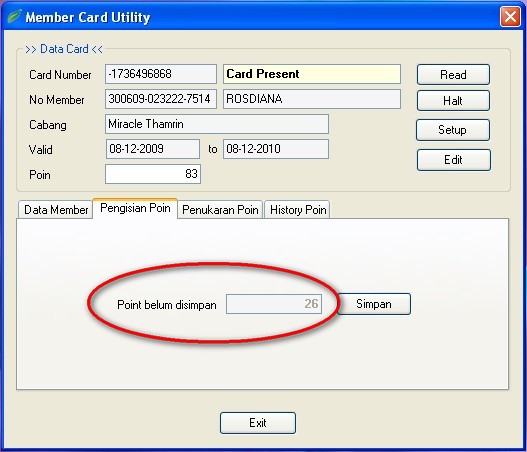 Member Card Utility
>> Data Card <<
Card Number -1736496868 Card Present Read
No Member 300609-023222-7514 ROSDIANA Halt
Cabang Miracle Thamrin Setup
Valid 08-12-2009 to 08-12-2010 Edit
Poin 83
Data Member Pengisian Poin Penukaran Poin History Poin
Point belum disimpan 26 Simpan
Exit